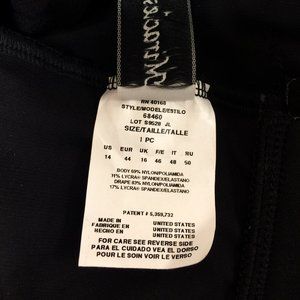 Miracles
RN 40168
STYLE/MODELE/ESTILO
68460
LOT S9528 JL
SIZE/TAILLE/TALLE
1 PC
US EUR UK F/E IT RU
14 44 16 46 48 50
BODY 69% NYLON/POLIAMIDA
31% LYCRA® SPANDEX/ELASTANO
DRAPE 83% NYLON/POLIAMIDA
17% LYCRA® SPANDEX/ELASTANO
PATENT # 5,359,732
MADE IN UNITED STATES
FABRIQUE EN UNITED STATES
HECHO EN UNITED STATES
FOR CARE SEE REVERSE SIDE
PARA CUIDADO VEA EL DORSO
POUR LE SOIN VOIR LE VERSO